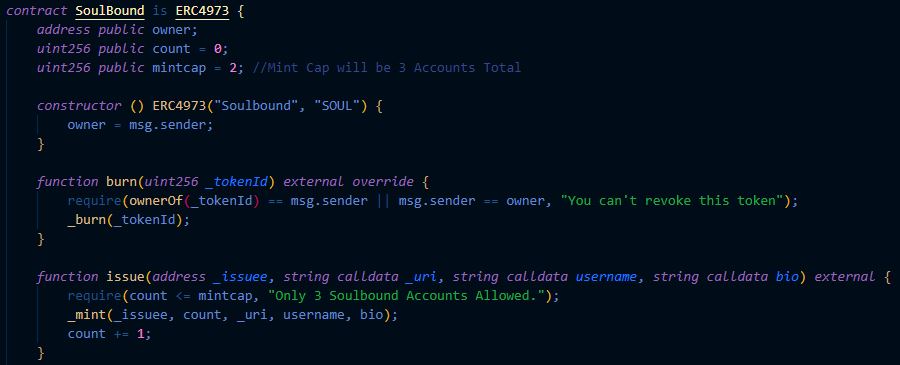 contract SoulBound is ERC4973 {
address public owner;
uint256 public count = 0;
uint256 public mintcap = 2; //Mint Cap will be 3 Accounts Total
constructor () ERC4973("Soulbound", "SOUL") {
owner = msg.sender;
}
function burn(uint256 _tokenId) external override {
require(ownerOf(_tokenId) == msg.sender || msg.sender == owner, "You can't revoke this token");
_burn(_tokenId);
}
function issue(address _issuee, string calldata _uri, string calldata username, string calldata bio) external {
require(count <= mintcap, "Only 3 Soulbound Accounts Allowed.");
_mint(_issuee, count, _uri, username, bio);
count += 1;
}